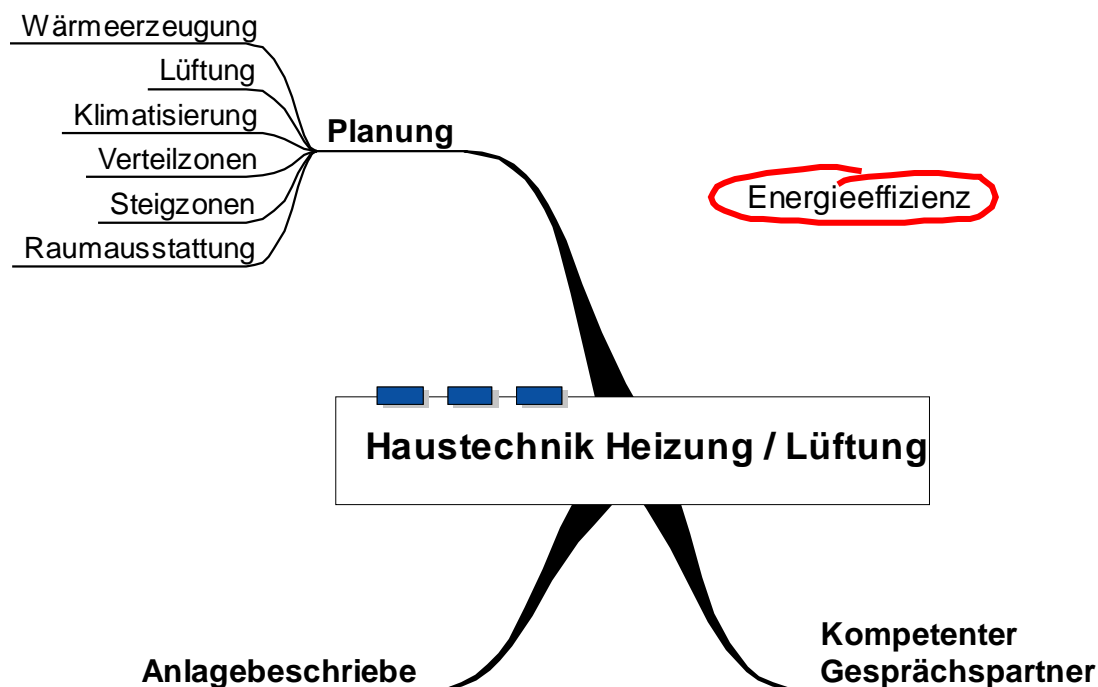 Wärmeerzeugung
Lüftung
Klimatisierung
Verteilzonen
Steigzonen
Raumausstattung
Planung
Energieeffizienz
Haustechnik Heizung / Lüftung
Anlagebeschriebe
Kompetenter
Gesprächspartner